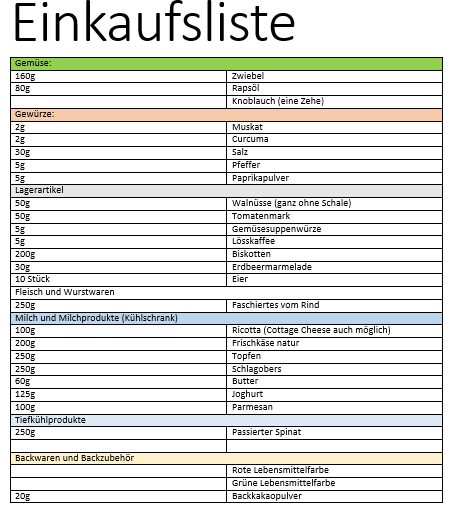 Einkaufsliste
Gemüse:
160g Zwiebel
80g Rapsöl
Knoblauch (eine Zehe)
Gewürze:
2g Muskat
2g Curcuma
30g Salz
5g Pfeffer
5g Paprikapulver
Lagerartikel
50g Walnüsse (ganz ohne Schale)
50g Tomatenmark
5g Gemüsesuppenwürze
5g Lösskaffee
200g Biskotten
30g Erdbeermarmelade
10 Stück Eier
Fleisch und Wurstwaren
250g Faschiertes vom Rind
Milch und Milchprodukte (Kühlschrank)
100g Ricotta (Cottage Cheese auch möglich)
200g Frischkäse natur
250g Topfen
250g Schlagobers
60g Butter
125g Joghurt
100g Parmesan
Tiefkühlprodukte
250g Passierter Spinat
Backwaren und Backzubehör
Rote Lebensmittelfarbe
Grüne Lebensmittelfarbe
20g Backkakaopulver